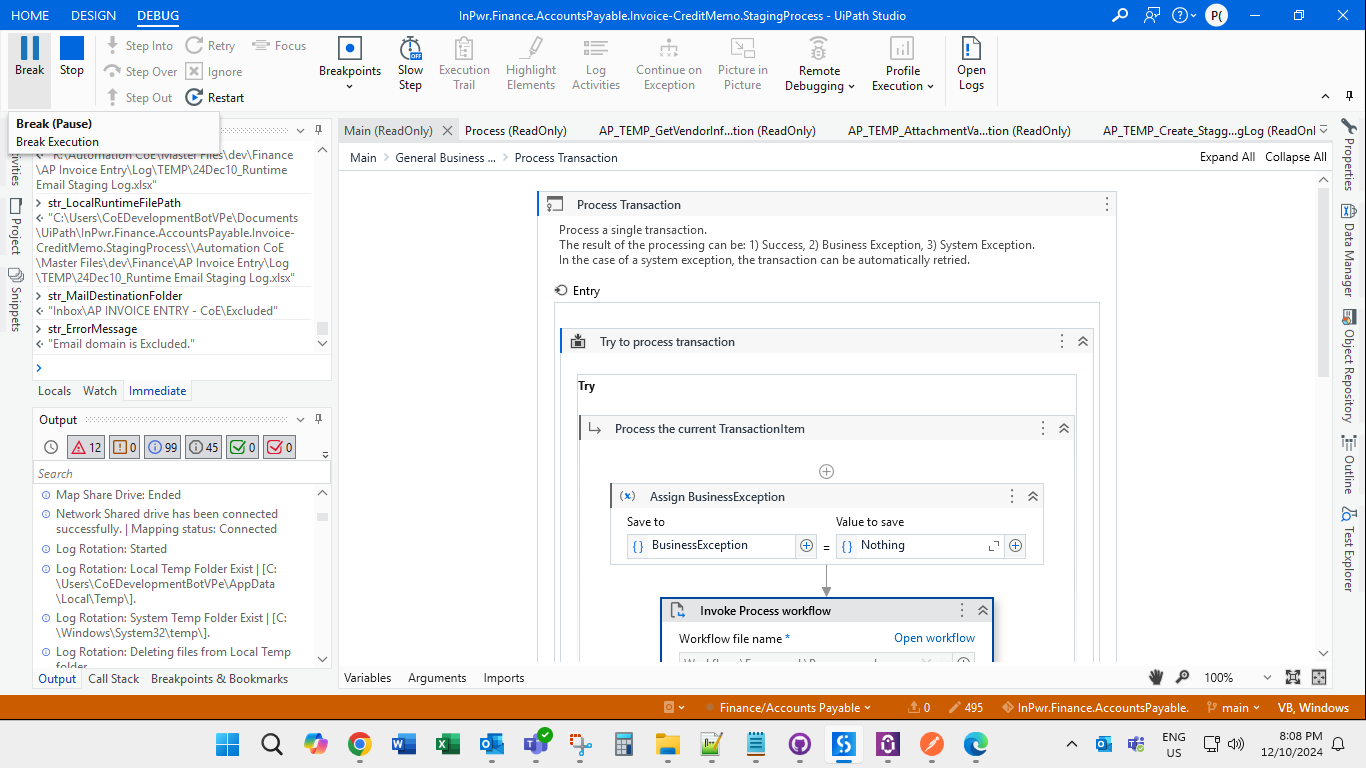 HOME DESIGN DEBUG
InPwr.Finance.AccountsPayable.Invoice-CreditMemo.StagingProcess - UiPath Studio
P(
Break
Stop
Step Into
Step Over
Step Out
Retry
Ignore
Restart
Focus
Breakpoints
Slow Step
Execution Trail
Highlight Elements
Log Activities
Continue on Exception
Picture in Picture
Remote Debugging
Profile Execution
Open Logs
Break (Pause)
Break Execution
"R:\Automation CoE\Master Files\dev\Finance
\AP Invoice Entry\Log\TEMP\24Dec10_Runtime
Email Staging Log.xlsx"
str_LocalRuntimeFilePath
"C:\Users\CoEDevelopmentBotVPe\Documents
\UiPath\InPwr.Finance.AccountsPayable.Invoice-
CreditMemo.StagingProcess\\Automation CoE
\Master Files\dev\Finance\AP Invoice Entry\Log
\TEMP\24Dec10_Runtime Email Staging Log.xlsx"
str_MailDestinationFolder
"Inbox\AP INVOICE ENTRY - CoE\Excluded"
str_ErrorMessage
"Email domain is Excluded."
Locals Watch Immediate
Output
12 0 99 45 0 0
Search
Map Share Drive: Ended
Network Shared drive has been connected
successfully. | Mapping status: Connected
Log Rotation: Started
Log Rotation: Local Temp Folder Exist | [C:
\Users\CoEDevelopmentBotVPe\AppData
\Local\Temp\].
Log Rotation: System Temp Folder Exist | [C:
\Windows\System32\temp\].
Log Rotation: Deleting files from Local Temp
folder
Output Call Stack Breakpoints & Bookmarks
Project
Snippets
Main (ReadOnly) Process (ReadOnly) AP_TEMP_GetVendorInf...tion (ReadOnly) AP_TEMP_AttachmentVa...tion (ReadOnly) AP_TEMP_Create_Stagg...gLog (ReadOnl
Main General Business ... Process Transaction
Expand All Collapse All
Process Transaction
Process a single transaction.
The result of the processing can be: 1) Success, 2) Business Exception, 3) System Exception.
In the case of a system exception, the transaction can be automatically retried.
Entry
Try to process transaction
Try
Process the current TransactionItem
Assign BusinessException
Save to Value to save
BusinessException = Nothing
Invoke Process workflow
Workflow file name * Open workflow
Variables Arguments Imports
100%
Properties
Data Manager
Object Repository
Outline
Test Explorer
Finance/Accounts Payable 0 495 InPwr.Finance.AccountsPayable. main VB, Windows
ENG
US
8:08 PM
12/10/2024